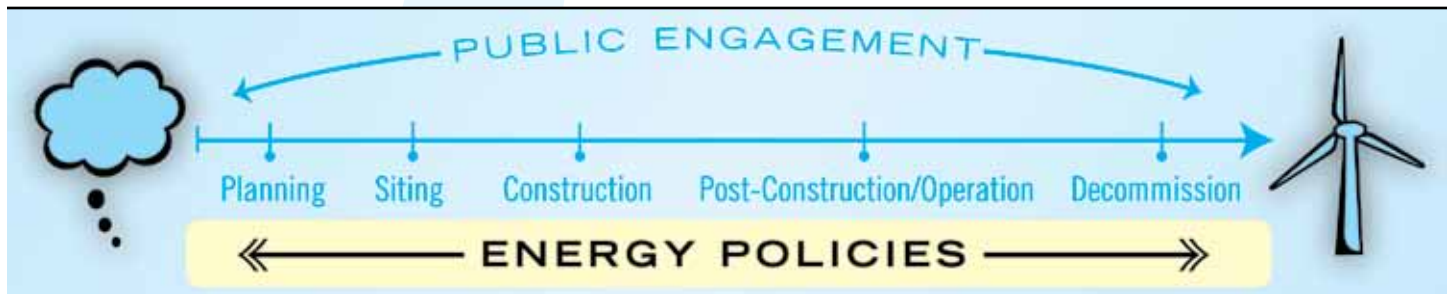 PUBLIC ENGAGEMENT
Planning Siting Construction Post-Construction/Operation Decommission
ENERGY POLICIES